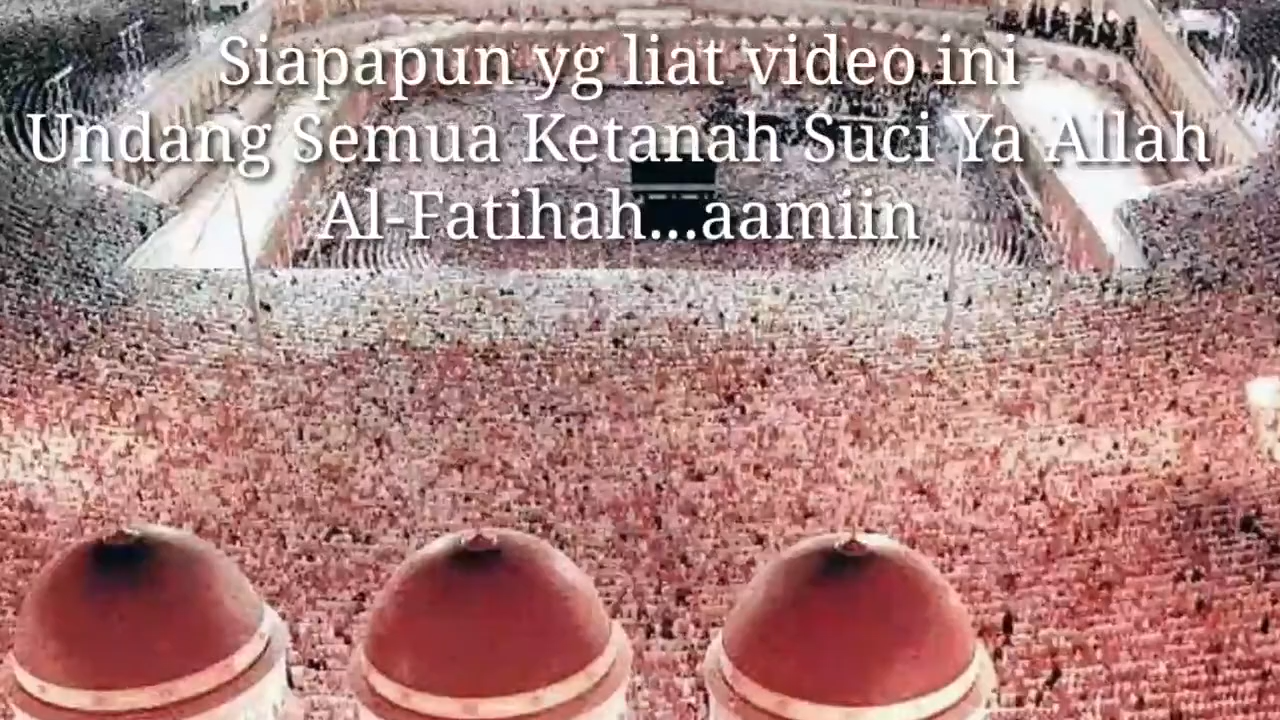 Siapapun yg liat video ini
Undang Semua Ketanah Suci Ya Allah
Al-Fatihah...aamiin